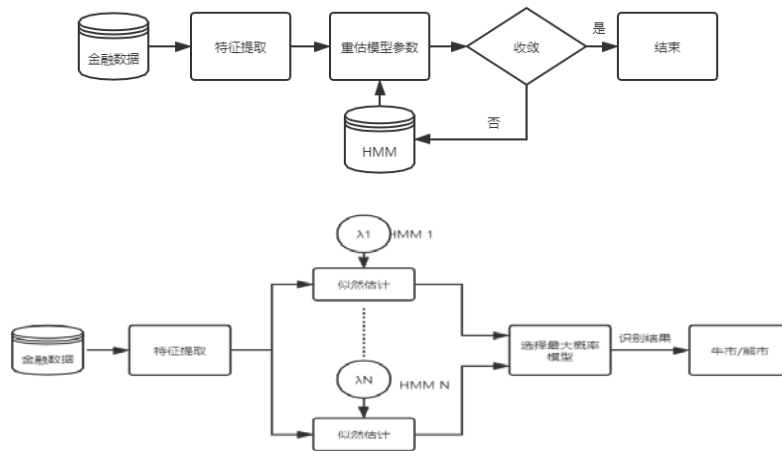 金融数据
特征提取
重估模型参数
收敛
是
结束
否
HMM
λ1
HMM 1
似然估计
金融数据
特征提取
选择最大概率
模型
识别结果
牛市/熊市
λN
HMM N
似然估计